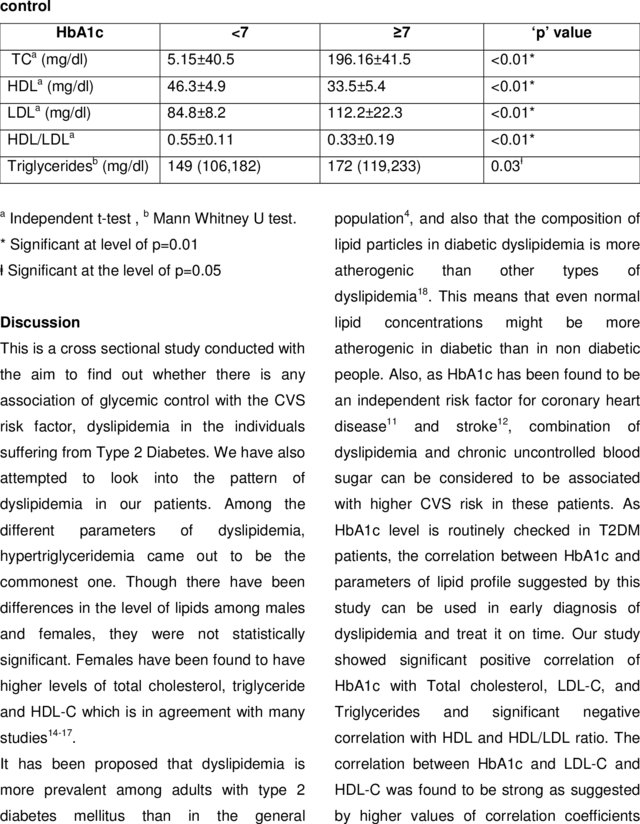 control
HbA1c <7 ≥7 ‘p’ value
TCᵃ (mg/dl) 5.15±40.5 196.16±41.5 <0.01*
HDLᵃ (mg/dl) 46.3±4.9 33.5±5.4 <0.01*
LDLᵃ (mg/dl) 84.8±8.2 112.2±22.3 <0.01*
HDL/LDLᵃ 0.55±0.11 0.33±0.19 <0.01*
Triglyceridesᵇ (mg/dl) 149 (106,182) 172 (119,233) 0.03ƚ
ᵃ Independent t-test , ᵇ Mann Whitney U test.
* Significant at level of p=0.01
ƚ Significant at the level of p=0.05
Discussion
This is a cross sectional study conducted with
the aim to find out whether there is any
association of glycemic control with the CVS
risk factor, dyslipidemia in the individuals
suffering from Type 2 Diabetes. We have also
attempted to look into the pattern of
dyslipidemia in our patients. Among the
different parameters of dyslipidemia,
hypertriglyceridemia came out to be the
commonest one. Though there have been
differences in the level of lipids among males
and females, they were not statistically
significant. Females have been found to have
higher levels of total cholesterol, triglyceride
and HDL-C which is in agreement with many
studies¹⁴⁻¹⁷.
It has been proposed that dyslipidemia is
more prevalent among adults with type 2
diabetes mellitus than in the general
population⁴, and also that the composition of
lipid particles in diabetic dyslipidemia is more
atherogenic than other types of
dyslipidemia¹⁸. This means that even normal
lipid concentrations might be more
atherogenic in diabetic than in non diabetic
people. Also, as HbA1c has been found to be
an independent risk factor for coronary heart
disease¹¹ and stroke¹², combination of
dyslipidemia and chronic uncontrolled blood
sugar can be considered to be associated
with higher CVS risk in these patients. As
HbA1c level is routinely checked in T2DM
patients, the correlation between HbA1c and
parameters of lipid profile suggested by this
study can be used in early diagnosis of
dyslipidemia and treat it on time. Our study
showed significant positive correlation of
HbA1c with Total cholesterol, LDL-C, and
Triglycerides and significant negative
correlation with HDL and HDL/LDL ratio. The
correlation between HbA1c and LDL-C and
HDL-C was found to be strong as suggested
by higher values of correlation coefficients